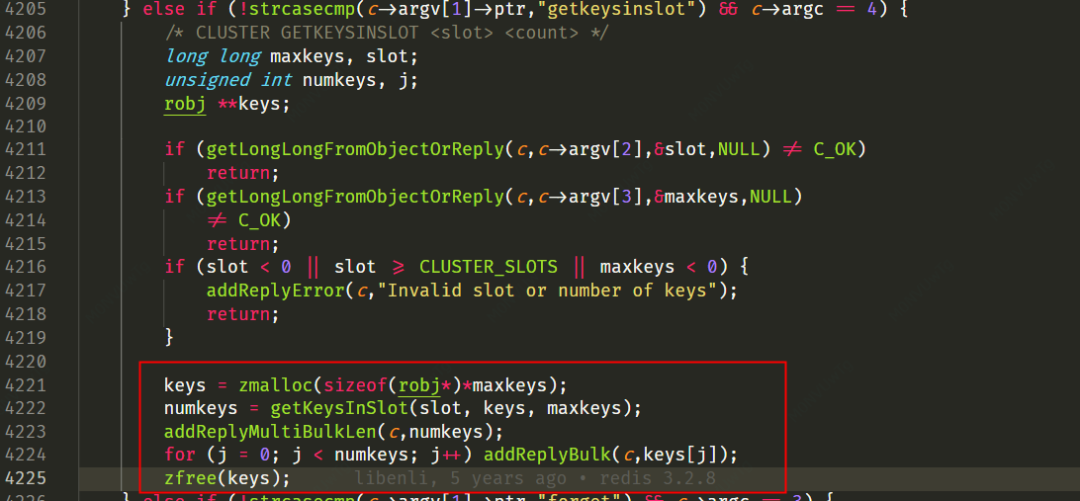 4205 } else if (!strcasecmp(c->argv[1]->ptr,"getkeysinslot") && c->argc == 4) {
4206 /* CLUSTER GETKEYSINSLOT <slot> <count> */
4207 long long maxkeys, slot;
4208 unsigned int numkeys, j;
4209 robj **keys;
4210
4211 if (getLongLongFromObjectOrReply(c,c->argv[2],&slot,NULL) != C_OK)
4212 return;
4213 if (getLongLongFromObjectOrReply(c,c->argv[3],&maxkeys,NULL)
4214 != C_OK)
4215 return;
4216 if (slot < 0 || slot >= CLUSTER_SLOTS || maxkeys < 0) {
4217 addReplyError(c,"Invalid slot or number of keys");
4218 return;
4219 }
4220
4221 keys = zmalloc(sizeof(robj*)*maxkeys);
4222 numkeys = getKeysInSlot(slot, keys, maxkeys);
4223 addReplyMultiBulkLen(c,numkeys);
4224 for (j = 0; j < numkeys; j++) addReplyBulk(c,keys[j]);
4225 zfree(keys); libenli, 5 years ago • redis 3.2.8
4226 } else if (!strcasecmp(c->argv[1]->ptr,"forget") && c->argc == 3) {